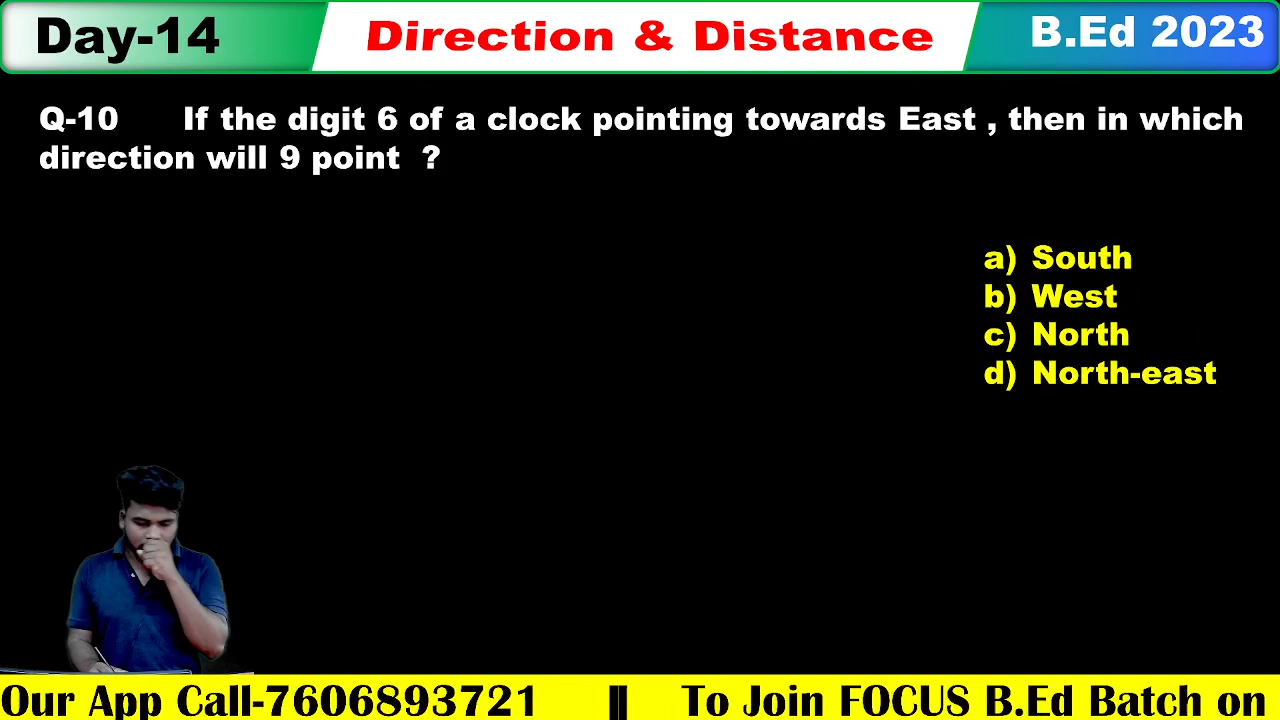 Day-14
Direction & Distance
B.Ed 2023
Q-10 If the digit 6 of a clock pointing towards East , then in which
direction will 9 point ?
a) South
b) West
c) North
d) North-east
Our App Call-7606893721 || To Join FOCUS B.Ed Batch on